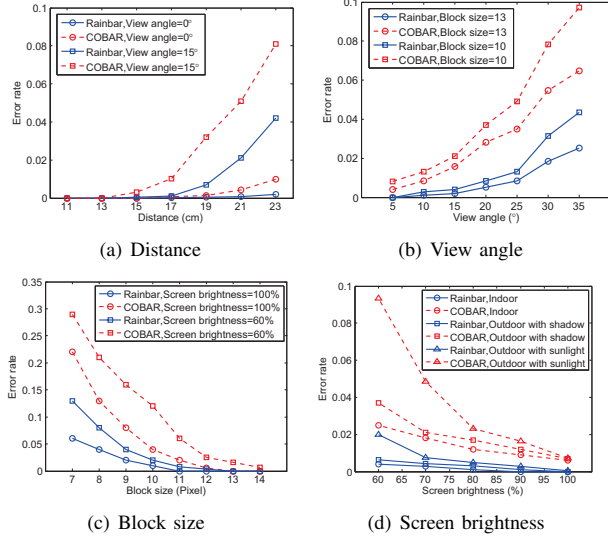 Rainbar,View angle=0°
COBAR,View angle=0°
Rainbar,View angle=15°
COBAR,View angle=15°
0.1
0.08
0.06
0.04
0.02
0
Error rate
11 13 15 17 19 21 23
Distance (cm)
(a) Distance
Rainbar,Block size=13
COBAR,Block size=13
Rainbar,Block size=10
COBAR,Block size=10
0.1
0.08
0.06
0.04
0.02
0
Error rate
5 10 15 20 25 30 35
View angle (°)
(b) View angle
Rainbar,Screen brightness=100%
COBAR,Screen brightness=100%
Rainbar,Screen brightness=60%
COBAR,Screen brightness=60%
0.35
0.3
0.25
0.2
0.15
0.1
0.05
0
Error rate
7 8 9 10 11 12 13 14
Block size (Pixel)
(c) Block size
Rainbar,Indoor
COBAR,Indoor
Rainbar,Outdoor with shadow
COBAR,Outdoor with shadow
Rainbar,Outdoor with sunlight
COBAR,Outdoor with sunlight
0.1
0.08
0.06
0.04
0.02
0
Error rate
60 65 70 75 80 85 90 95 100
Screen brightness (%)
(d) Screen brightness